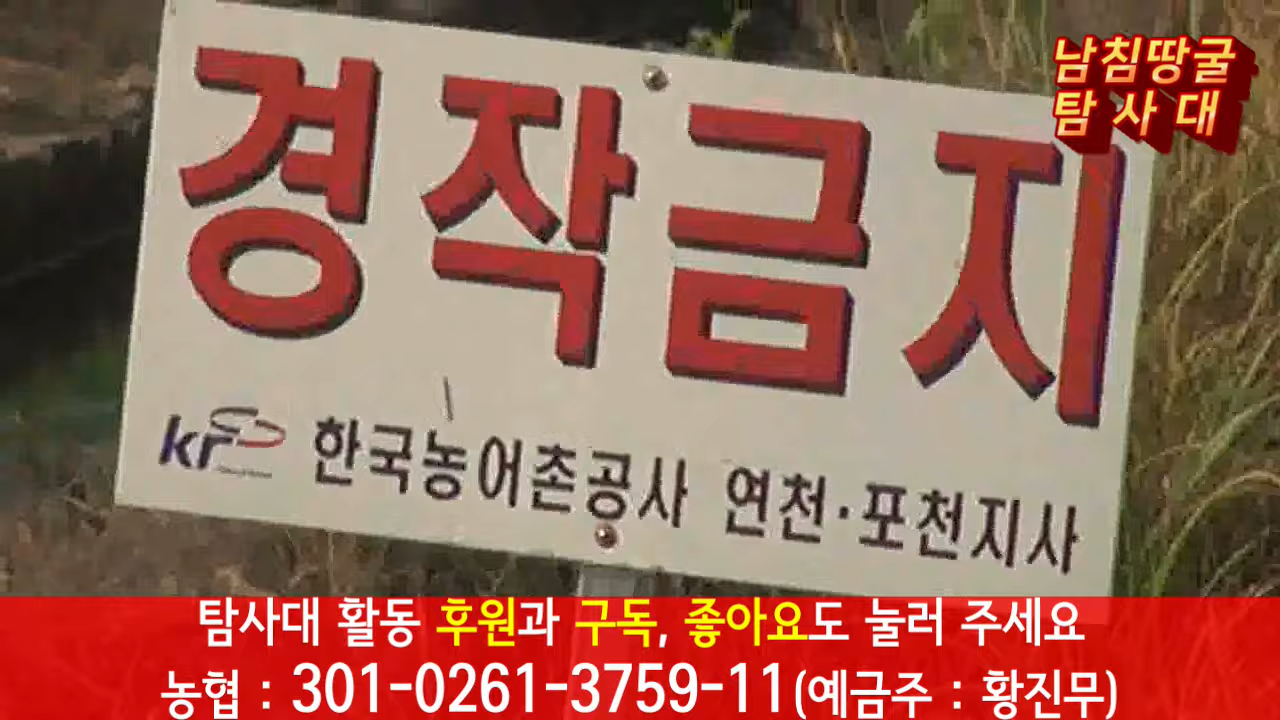 남침땅굴
탐사대
경작금지
kr 한국농어촌공사 연천·포천지사
탐사대 활동 후원과 구독, 좋아요도 눌러 주세요
농협 : 301-0261-3759-11(예금주 : 황진무)